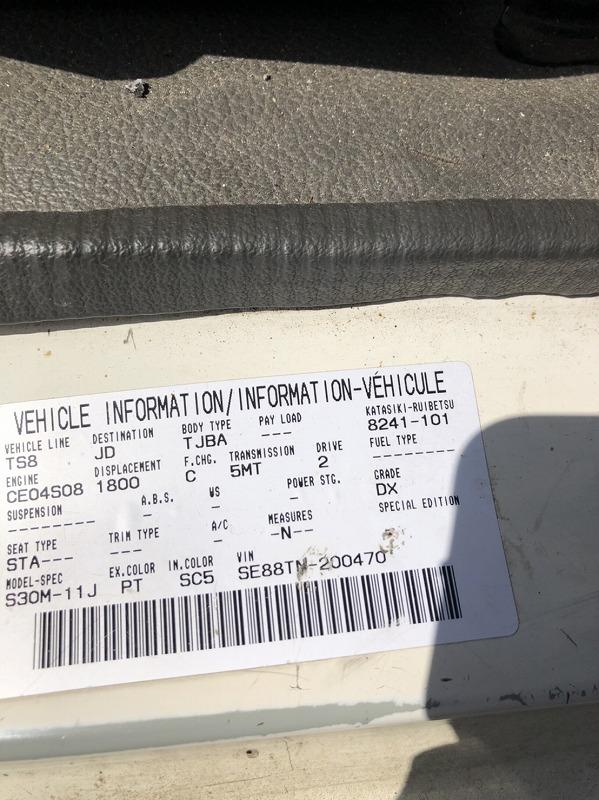 VEHICLE INFORMATION/INFORMATION-VÉHICULE
VEHICLE LINE DESTINATION BODY TYPE PAY LOAD KATASIKI-RUIBETSU
TS8 JD TJBA --- 8241-101
ENGINE DISPLACEMENT F.CHG. TRANSMISSION DRIVE FUEL TYPE
CE04S08 1800 C 5MT 2 ----------
SUSPENSION A.B.S. WS POWER STG. GRADE
-------- - - - DX
SEAT TYPE TRIM TYPE A/C MEASURES SPECIAL EDITION
STA--- --- - -N--
MODEL-SPEC EX.COLOR IN.COLOR VIN
S30M-11J PT SC5 SE88TM-200470